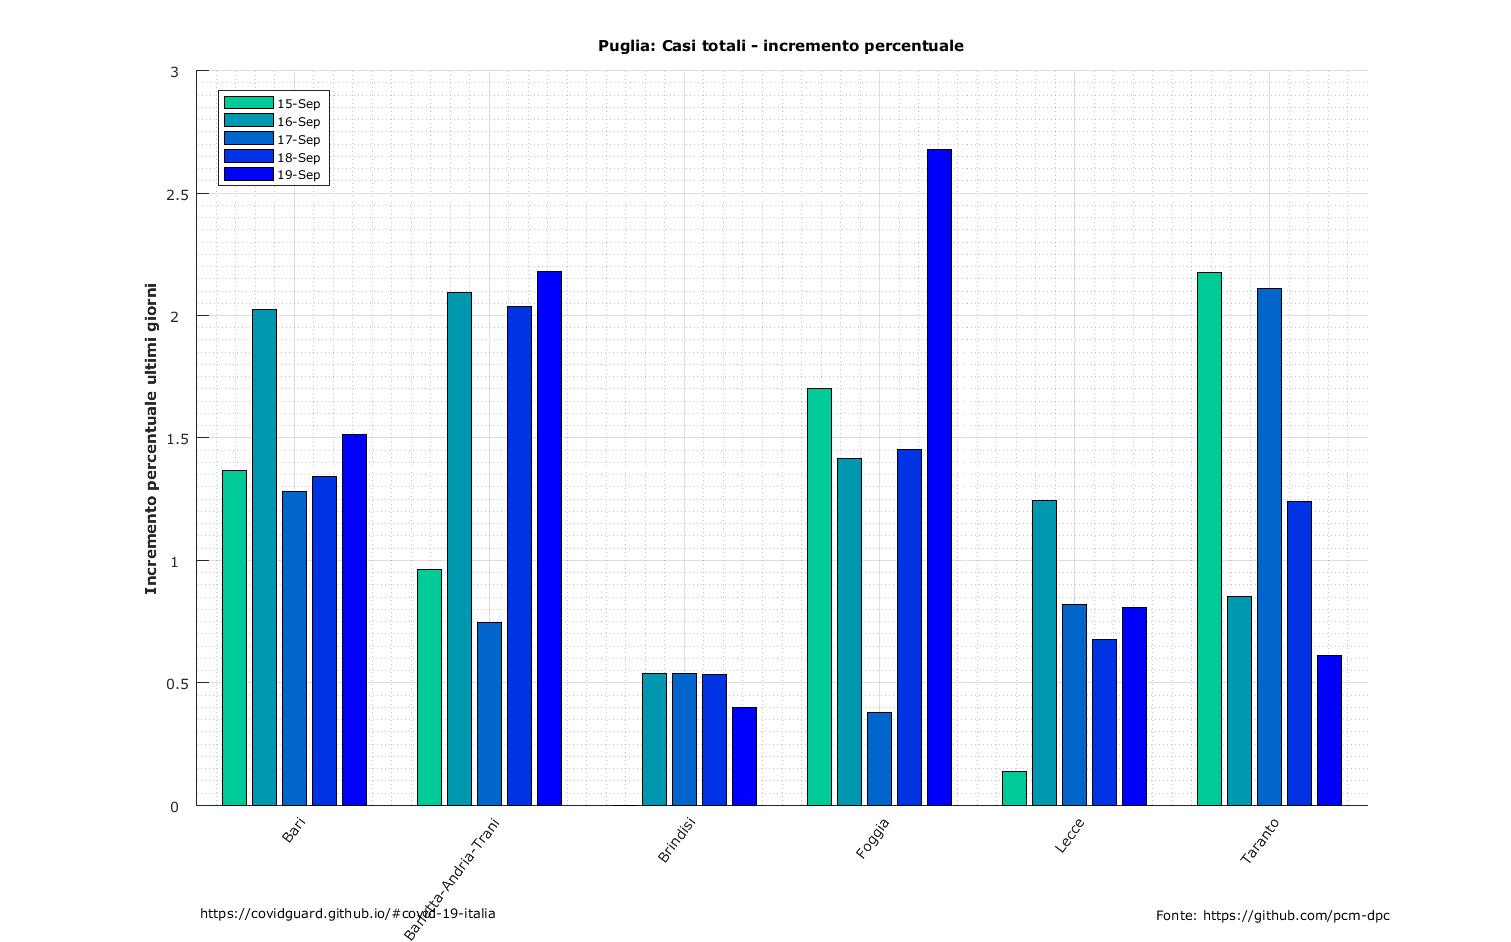 Puglia: Casi totali - incremento percentuale
3
2.5
2
1.5
1
0.5
0
Incremento percentuale ultimi giorni
15-Sep
16-Sep
17-Sep
18-Sep
19-Sep
Bari
Barletta-Andria-Trani
Brindisi
Foggia
Lecce
Taranto
https://covidguard.github.io/#covid-19-italia
Fonte: https://github.com/pcm-dpc